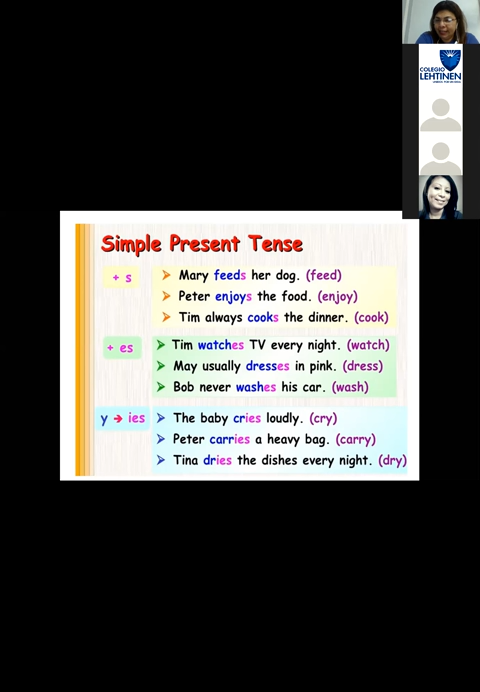 COLEGIO
LEHTINEN
Simple Present Tense
+ s
Mary feeds her dog. (feed)
Peter enjoys the food. (enjoy)
Tim always cooks the dinner. (cook)
+ es
Tim watches TV every night. (watch)
May usually dresses in pink. (dress)
Bob never washes his car. (wash)
y → ies
The baby cries loudly. (cry)
Peter carries a heavy bag. (carry)
Tina dries the dishes every night. (dry)